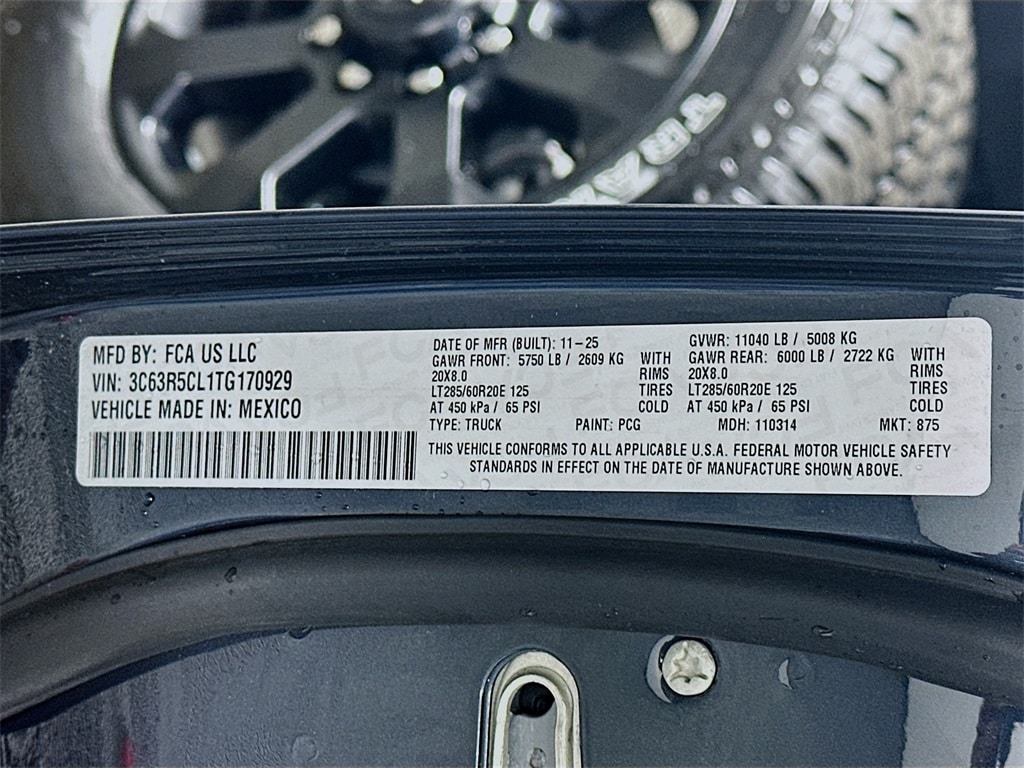 MFD BY: FCA US LLC
VIN: 3C63R5CL1TG170929
VEHICLE MADE IN: MEXICO
DATE OF MFR (BUILT): 11-25 GVWR: 11040 LB / 5008 KG
GAWR FRONT: 5750 LB / 2609 KG WITH GAWR REAR: 6000 LB / 2722 KG WITH
20X8.0 RIMS 20X8.0 RIMS
LT285/60R20E 125 TIRES LT285/60R20E 125 TIRES
AT 450 kPa / 65 PSI COLD AT 450 kPa / 65 PSI COLD
TYPE: TRUCK PAINT: PCG MDH: 110314 MKT: 875
THIS VEHICLE CONFORMS TO ALL APPLICABLE U.S.A. FEDERAL MOTOR VEHICLE SAFETY
STANDARDS IN EFFECT ON THE DATE OF MANUFACTURE SHOWN ABOVE.